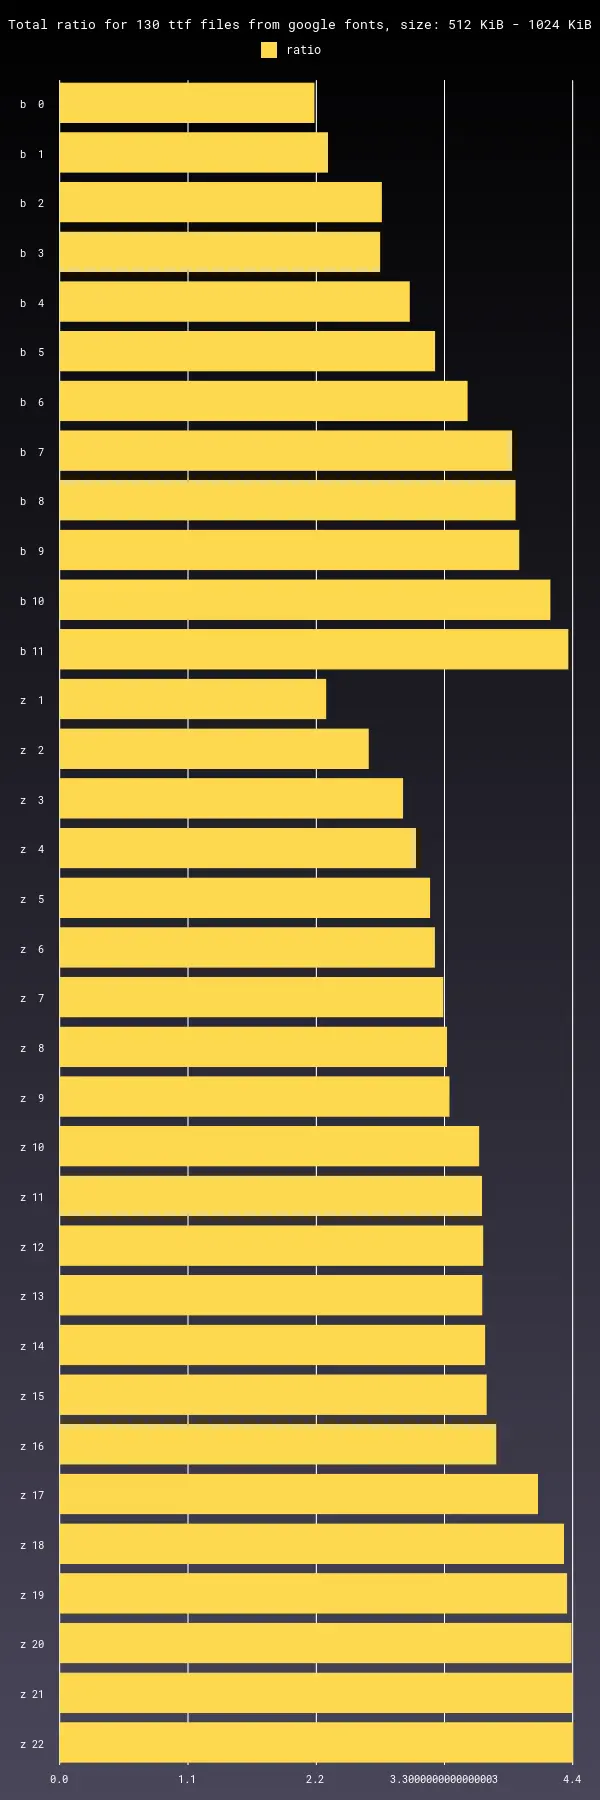 Total ratio for 130 ttf files from google fonts, size: 512 KiB - 1024 KiB
ratio
b  0
b  1
b  2
b  3
b  4
b  5
b  6
b  7
b  8
b  9
b 10
b 11
z  1
z  2
z  3
z  4
z  5
z  6
z  7
z  8
z  9
z 10
z 11
z 12
z 13
z 14
z 15
z 16
z 17
z 18
z 19
z 20
z 21
z 22
0.0 1.1 2.2 3.3000000000000003 4.4